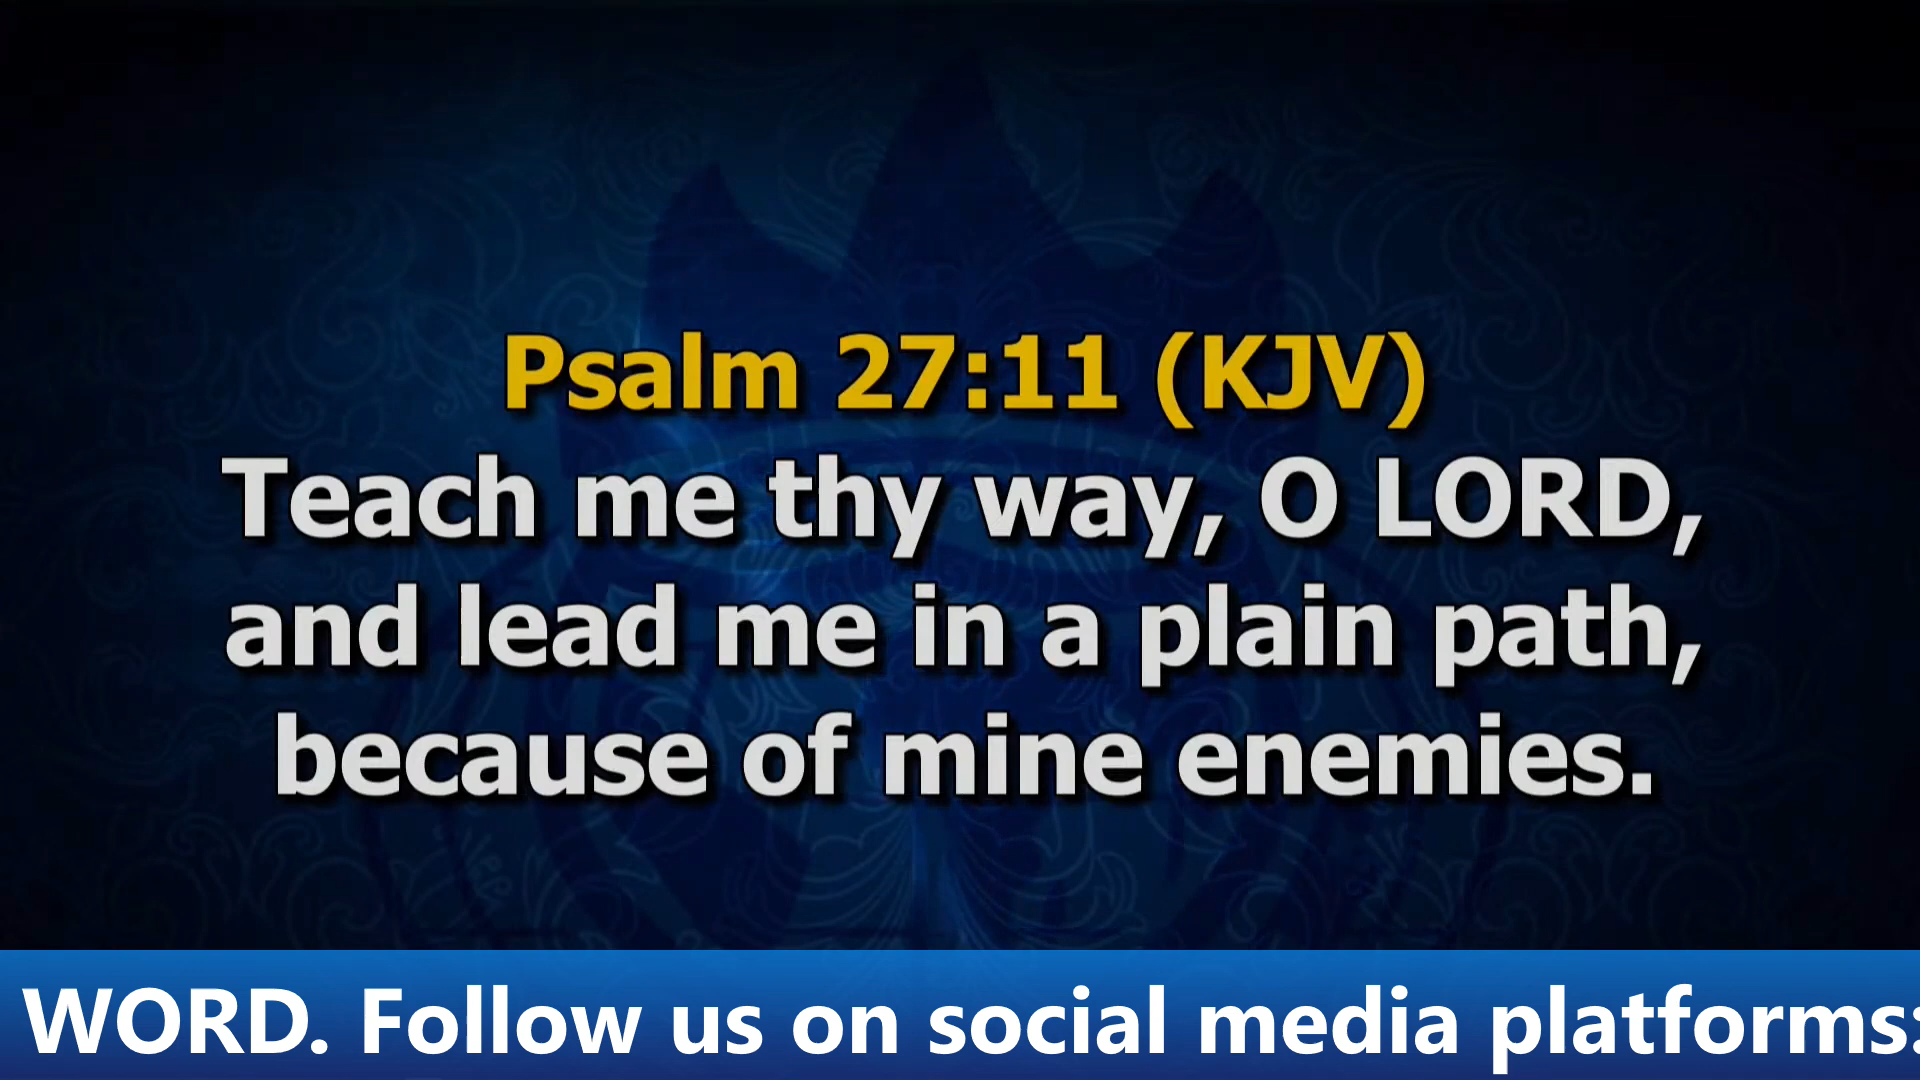 Psalm 27:11 (KJV)
Teach me thy way, O LORD,
and lead me in a plain path,
because of mine enemies.
WORD. Follow us on social media platforms: